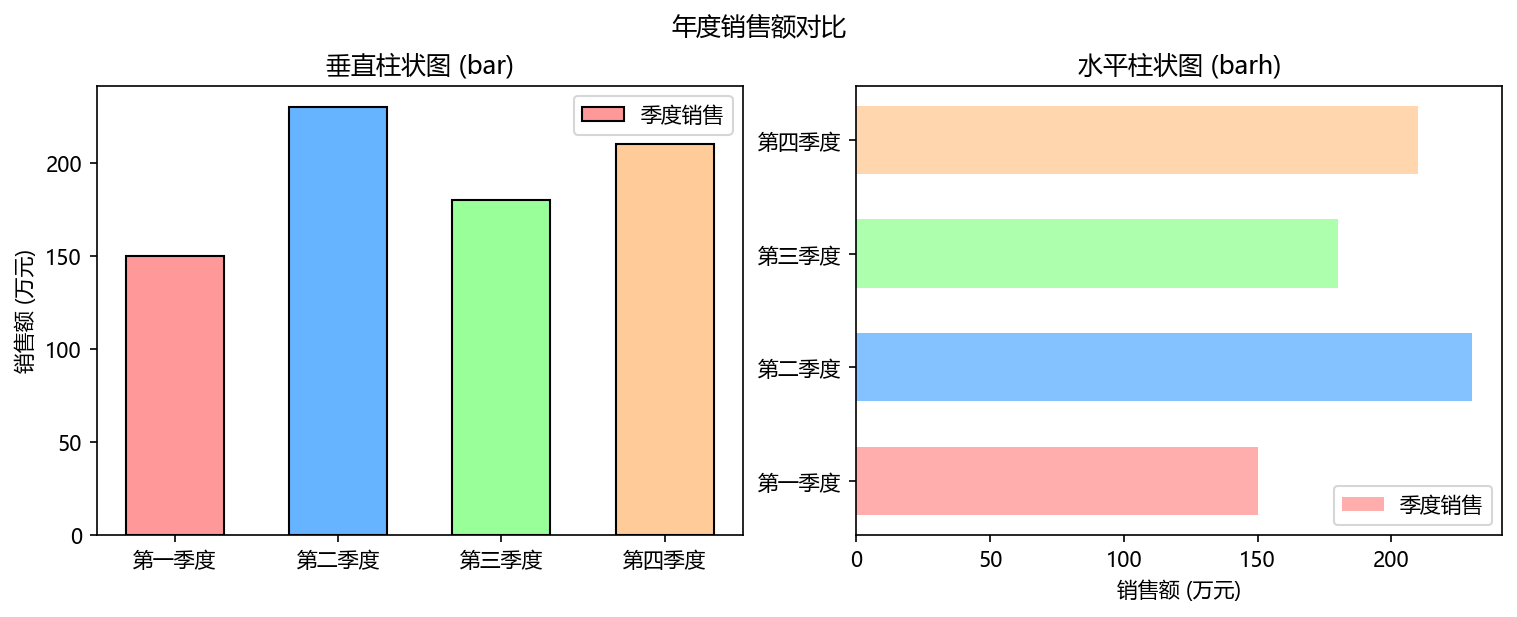 年度销售额对比
垂直柱状图 (bar)
季度销售
销售额 (万元)
200
150
100
50
0
第一季度 第二季度 第三季度 第四季度
水平柱状图 (barh)
第四季度
第三季度
第二季度
第一季度
季度销售
0 50 100 150 200
销售额 (万元)